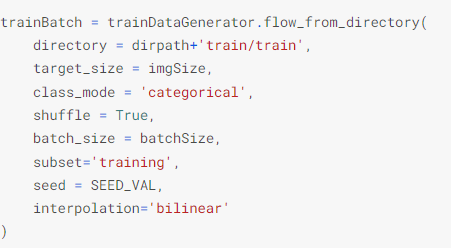 trainBatch = trainDataGenerator.flow_from_directory(
    directory = dirpath+'train/train',
    target_size = imgSize,
    class_mode = 'categorical',
    shuffle = True,
    batch_size = batchSize,
    subset='training',
    seed = SEED_VAL,
    interpolation='bilinear'
)